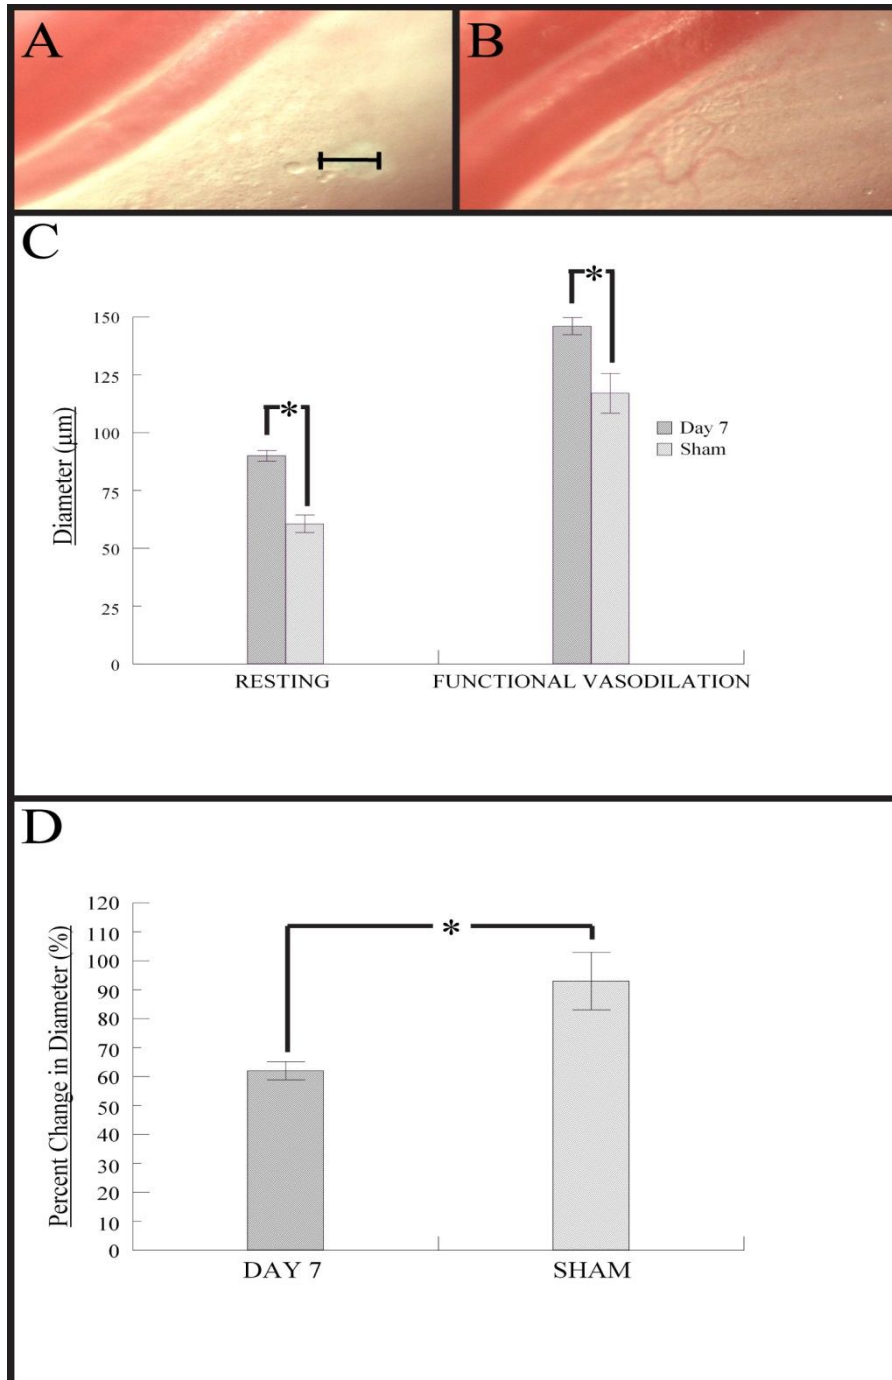 A
B
C
*
*
150
125
100
75
50
25
0
Diameter (μm)
Day 7
Sham
RESTING FUNCTIONAL VASODILATION
D
*
120
110
100
90
80
70
60
50
40
30
20
10
0
Percent Change in Diameter (%)
DAY 7 SHAM